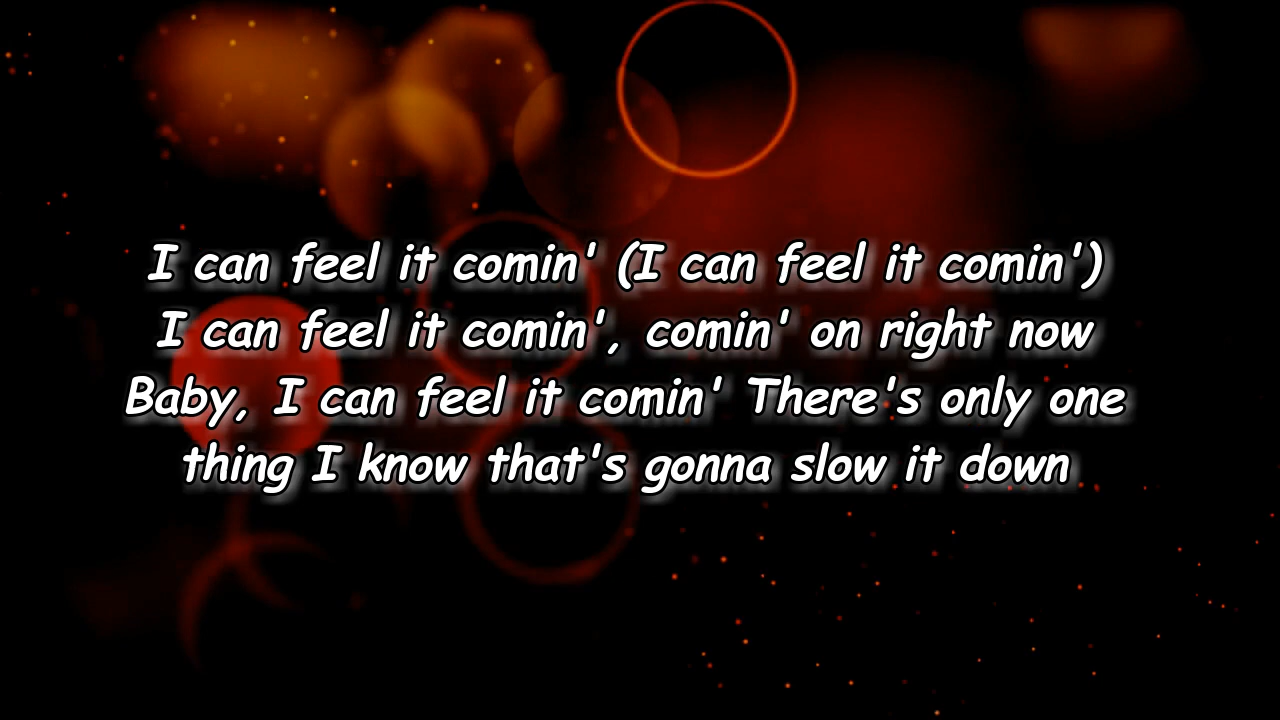 I can feel it comin' (I can feel it comin')
I can feel it comin', comin' on right now
Baby, I can feel it comin' There's only one
thing I know that's gonna slow it down